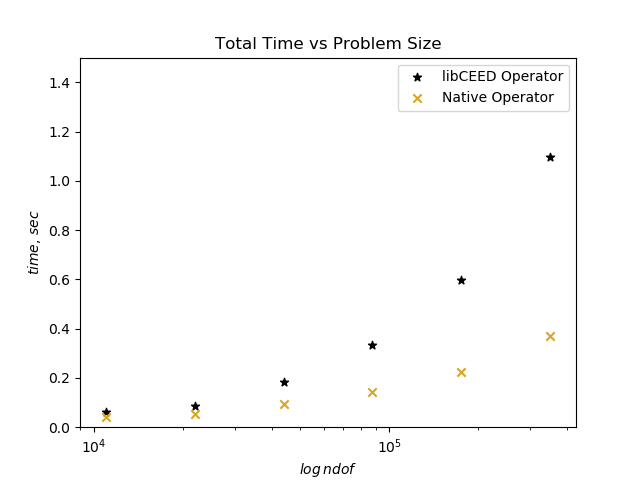 Total Time vs Problem Size
libCEED Operator
Native Operator
1.4
1.2
1.0
0.8
0.6
0.4
0.2
0.0
time, sec
10⁴
10⁵
log ndof